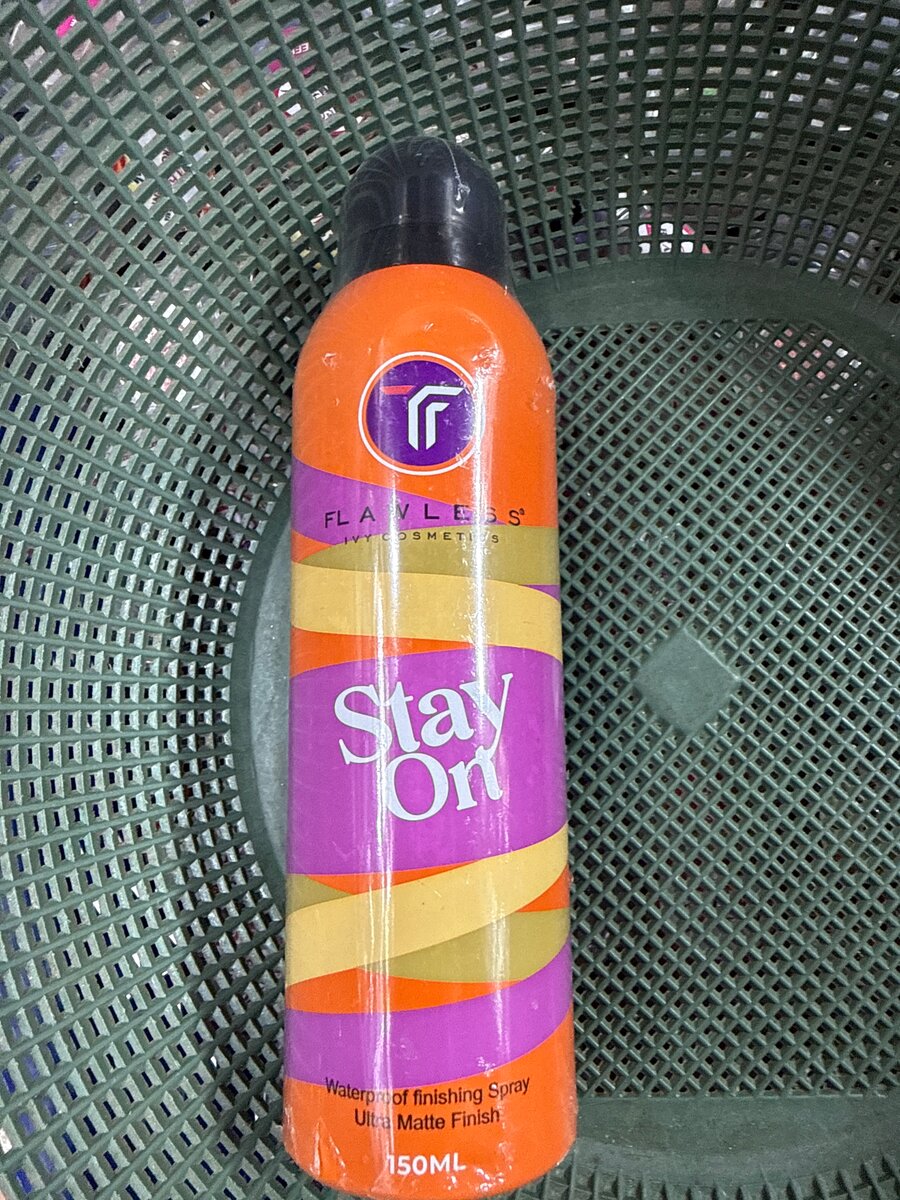 FLAWLESS
IVY COSMETICS
Stay
On
Waterproof finishing Spray
Ultra Matte Finish
150ML